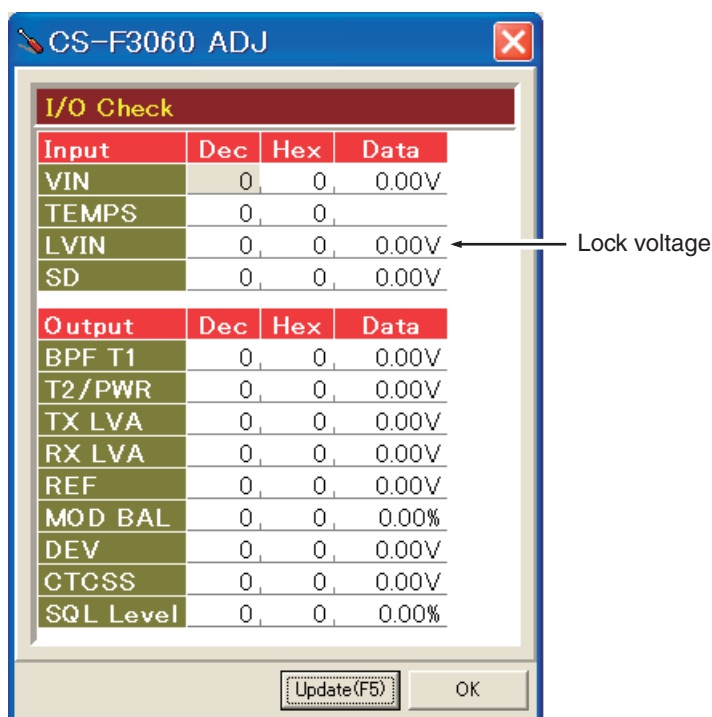 CS-F3060 ADJ
I/O Check
Input Dec Hex Data
VIN 0 0 0.00V
TEMPS 0 0
LVIN 0 0 0.00V Lock voltage
SD 0 0 0.00V
Output Dec Hex Data
BPF T1 0 0 0.00V
T2/PWR 0 0 0.00V
TX LVA 0 0 0.00V
RX LVA 0 0 0.00V
REF 0 0 0.00V
MOD BAL 0 0 0.00%
DEV 0 0 0.00V
CTCSS 0 0 0.00V
SQL Level 0 0 0.00%
Update(F5) OK